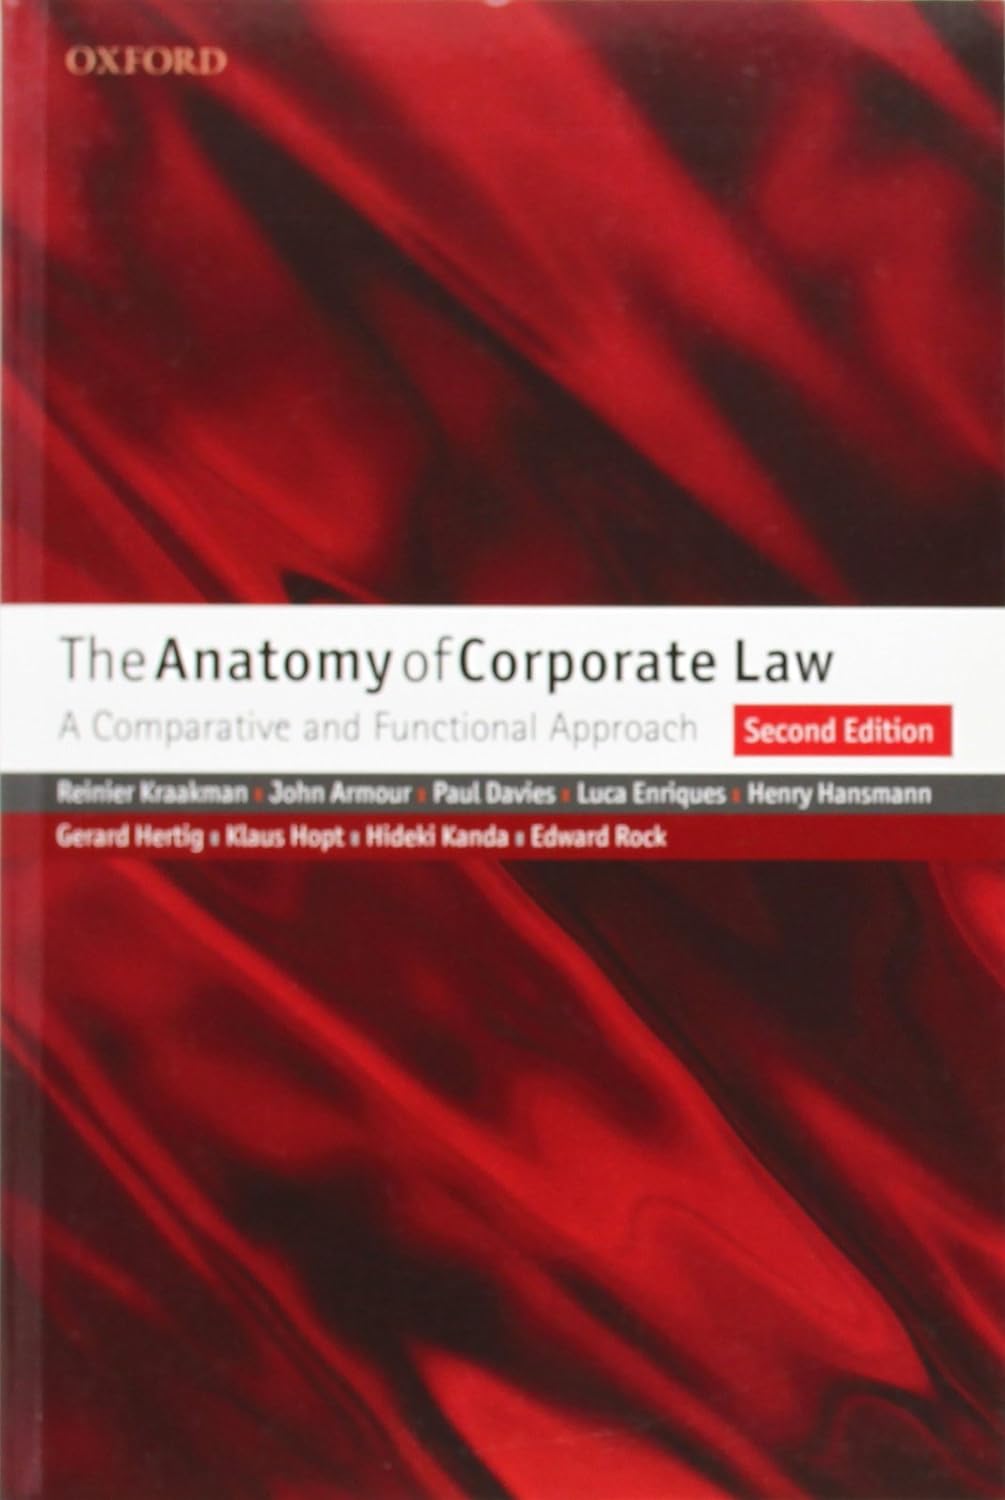 OXFORD
The Anatomy of Corporate Law
A Comparative and Functional Approach Second Edition
Reinier Kraakman ▪ John Armour ▪ Paul Davies ▪ Luca Enriques ▪ Henry Hansmann
Gerard Hertig ▪ Klaus Hopt ▪ Hideki Kanda ▪ Edward Rock